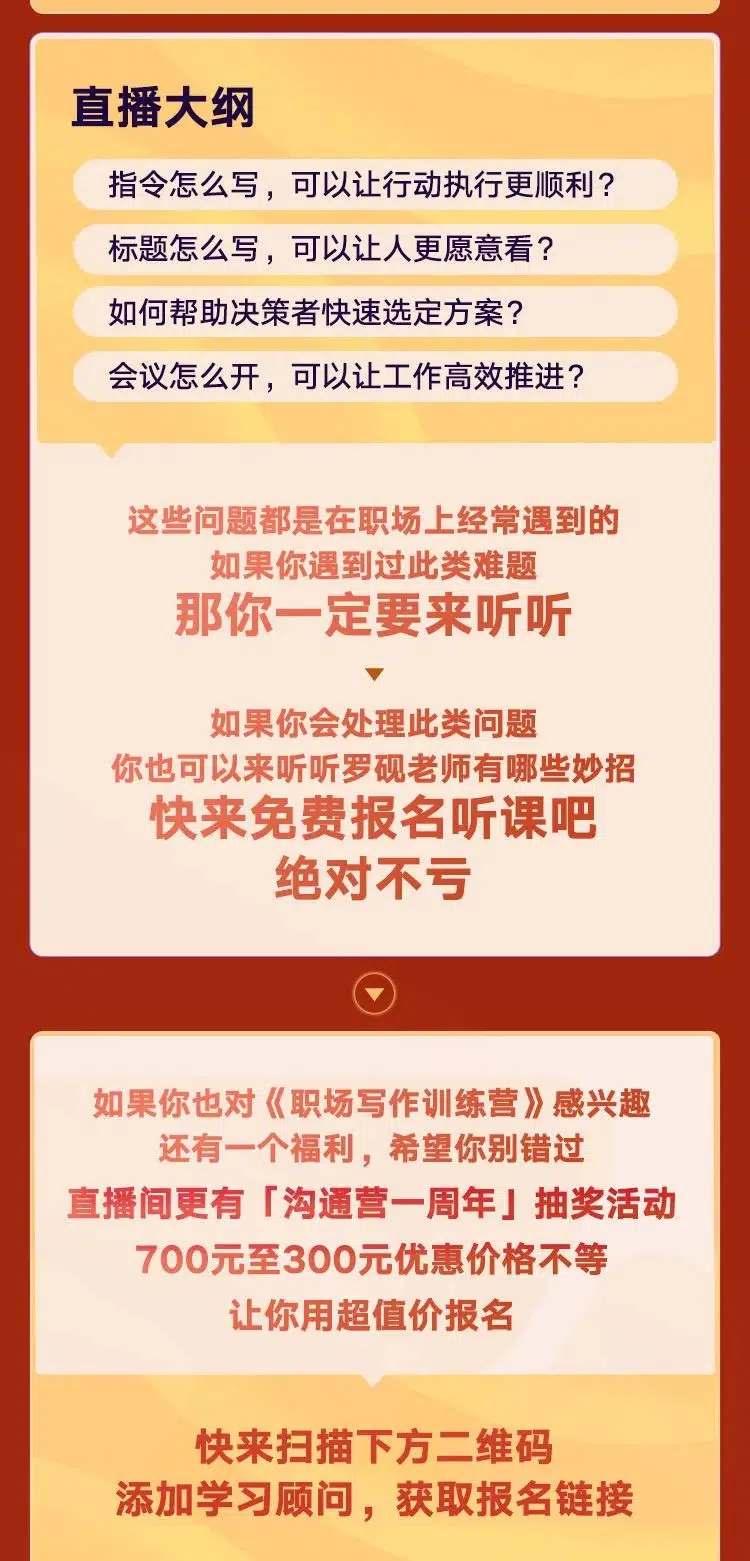 直播大纲
指令怎么写，可以让行动执行更顺利？
标题怎么写，可以让人更愿意看？
如何帮助决策者快速选定方案？
会议怎么开，可以让工作高效推进？
这些问题都是在职场上经常遇到的
如果你遇到过此类难题
那你一定要来听听
如果你会处理此类问题
你也可以来听听罗砚老师有哪些妙招
快来免费报名听课吧
绝对不亏
如果你也对《职场写作训练营》感兴趣
还有一个福利，希望你别错过
直播间更有「沟通营一周年」抽奖活动
700元至300元优惠价格不等
让你用超值价报名
快来扫描下方二维码
添加学习顾问，获取报名链接